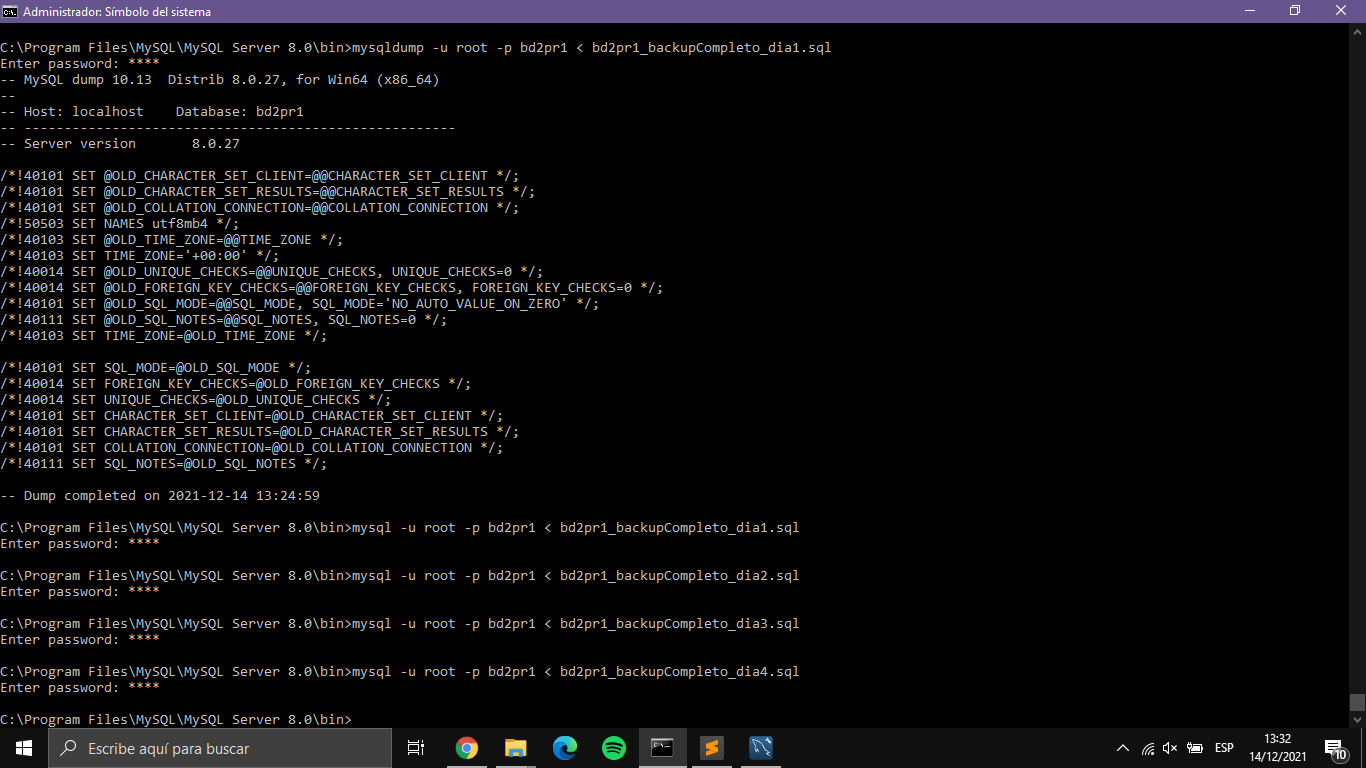 Administrador: Símbolo del sistema
C:\Program Files\MySQL\MySQL Server 8.0\bin>mysqldump -u root -p bd2pr1 < bd2pr1_backupCompleto_dia1.sql
Enter password: ****
-- MySQL dump 10.13  Distrib 8.0.27, for Win64 (x86_64)
--
-- Host: localhost    Database: bd2pr1
-- ------------------------------------------------------
-- Server version       8.0.27
/*!40101 SET @OLD_CHARACTER_SET_CLIENT=@@CHARACTER_SET_CLIENT */;
/*!40101 SET @OLD_CHARACTER_SET_RESULTS=@@CHARACTER_SET_RESULTS */;
/*!40101 SET @OLD_COLLATION_CONNECTION=@@COLLATION_CONNECTION */;
/*!50503 SET NAMES utf8mb4 */;
/*!40103 SET @OLD_TIME_ZONE=@@TIME_ZONE */;
/*!40103 SET TIME_ZONE='+00:00' */;
/*!40014 SET @OLD_UNIQUE_CHECKS=@@UNIQUE_CHECKS, UNIQUE_CHECKS=0 */;
/*!40014 SET @OLD_FOREIGN_KEY_CHECKS=@@FOREIGN_KEY_CHECKS, FOREIGN_KEY_CHECKS=0 */;
/*!40101 SET @OLD_SQL_MODE=@@SQL_MODE, SQL_MODE='NO_AUTO_VALUE_ON_ZERO' */;
/*!40111 SET @OLD_SQL_NOTES=@@SQL_NOTES, SQL_NOTES=0 */;
/*!40103 SET TIME_ZONE=@OLD_TIME_ZONE */;
/*!40101 SET SQL_MODE=@OLD_SQL_MODE */;
/*!40014 SET FOREIGN_KEY_CHECKS=@OLD_FOREIGN_KEY_CHECKS */;
/*!40014 SET UNIQUE_CHECKS=@OLD_UNIQUE_CHECKS */;
/*!40101 SET CHARACTER_SET_CLIENT=@OLD_CHARACTER_SET_CLIENT */;
/*!40101 SET CHARACTER_SET_RESULTS=@OLD_CHARACTER_SET_RESULTS */;
/*!40101 SET COLLATION_CONNECTION=@OLD_COLLATION_CONNECTION */;
/*!40111 SET SQL_NOTES=@OLD_SQL_NOTES */;
-- Dump completed on 2021-12-14 13:24:59
C:\Program Files\MySQL\MySQL Server 8.0\bin>mysql -u root -p bd2pr1 < bd2pr1_backupCompleto_dia1.sql
Enter password: ****
C:\Program Files\MySQL\MySQL Server 8.0\bin>mysql -u root -p bd2pr1 < bd2pr1_backupCompleto_dia2.sql
Enter password: ****
C:\Program Files\MySQL\MySQL Server 8.0\bin>mysql -u root -p bd2pr1 < bd2pr1_backupCompleto_dia3.sql
Enter password: ****
C:\Program Files\MySQL\MySQL Server 8.0\bin>mysql -u root -p bd2pr1 < bd2pr1_backupCompleto_dia4.sql
Enter password: ****
C:\Program Files\MySQL\MySQL Server 8.0\bin>
Escribe aquí para buscar
ESP
13:32
14/12/2021
10